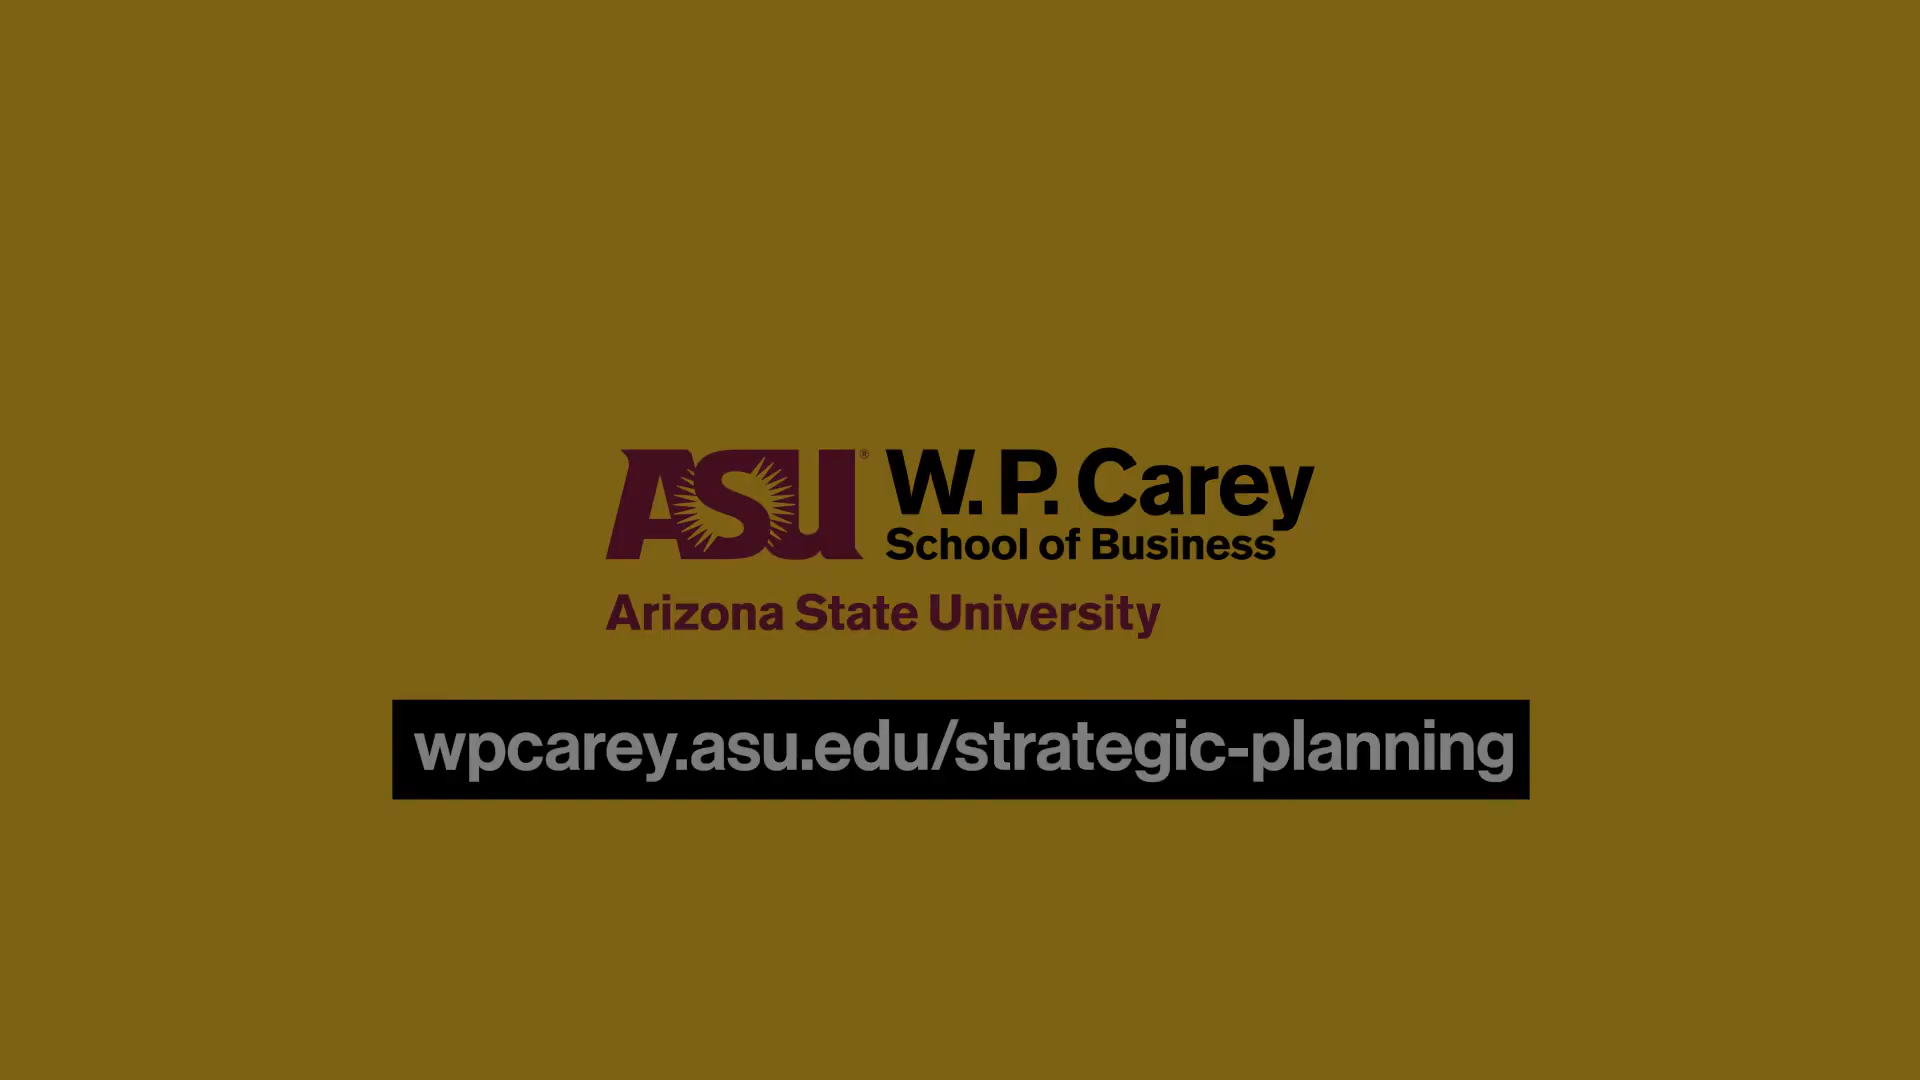 ASU® W. P. Carey
School of Business
Arizona State University
wpcarey.asu.edu/strategic-planning